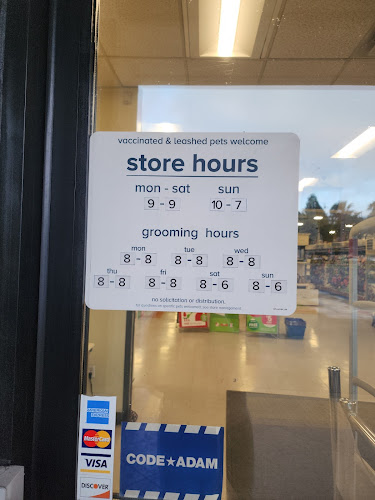 vaccinated & leashed pets welcome
store hours
mon - sat sun
9 - 9 10 - 7
grooming hours
mon tue wed
8 - 8 8 - 8 8 - 8
thu fri sat sun
8 - 8 8 - 8 8 - 6 8 - 6
no solicitation or distribution.
AMERICAN EXPRESS
MasterCard
VISA
DISCOVER
CODE★ADAM